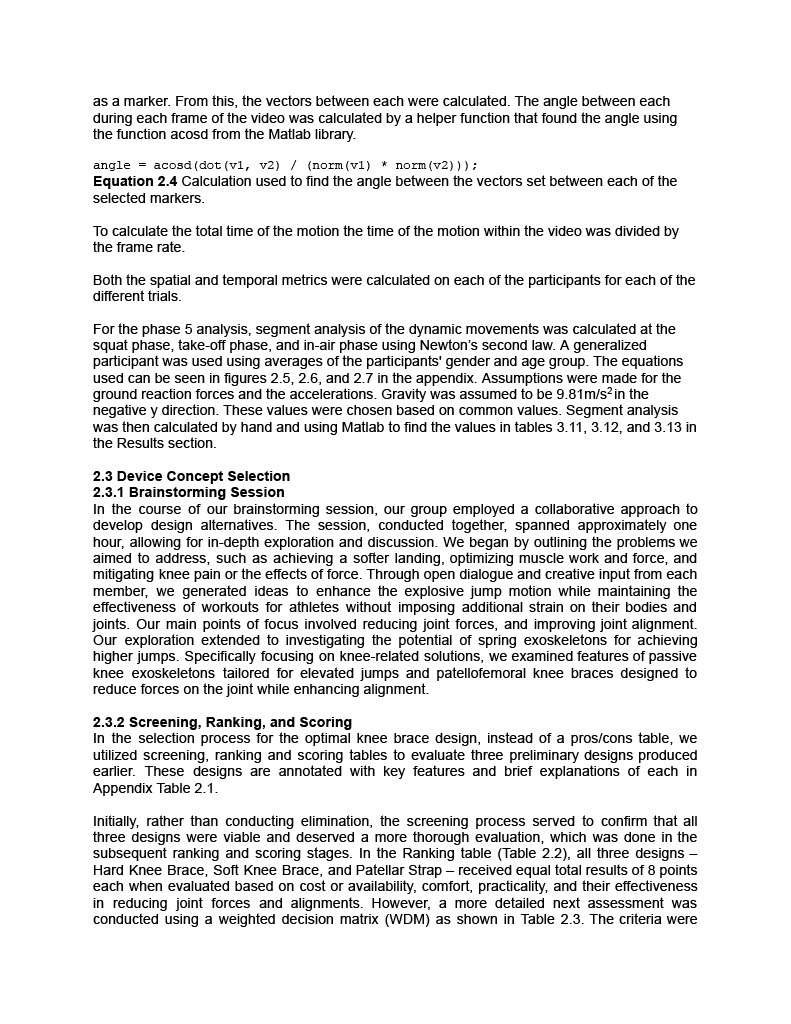 as a marker. From this, the vectors between each were calculated. The angle between each
during each frame of the video was calculated by a helper function that found the angle using
the function acosd from the Matlab library.
angle = acosd(dot(v1, v2) / (norm(v1) * norm(v2)));
Equation 2.4 Calculation used to find the angle between the vectors set between each of the
selected markers.
To calculate the total time of the motion the time of the motion within the video was divided by
the frame rate.
Both the spatial and temporal metrics were calculated on each of the participants for each of the
different trials.
For the phase 5 analysis, segment analysis of the dynamic movements was calculated at the
squat phase, take-off phase, and in-air phase using Newton's second law. A generalized
participant was used using averages of the participants' gender and age group. The equations
used can be seen in figures 2.5, 2.6, and 2.7 in the appendix. Assumptions were made for the
ground reaction forces and the accelerations. Gravity was assumed to be 9.81m/s² in the
negative y direction. These values were chosen based on common values. Segment analysis
was then calculated by hand and using Matlab to find the values in tables 3.11, 3.12, and 3.13 in
the Results section.
2.3 Device Concept Selection
2.3.1 Brainstorming Session
In the course of our brainstorming session, our group employed a collaborative approach to
develop design alternatives. The session, conducted together, spanned approximately one
hour, allowing for in-depth exploration and discussion. We began by outlining the problems we
aimed to address, such as achieving a softer landing, optimizing muscle work and force, and
mitigating knee pain or the effects of force. Through open dialogue and creative input from each
member, we generated ideas to enhance the explosive jump motion while maintaining the
effectiveness of workouts for athletes without imposing additional strain on their bodies and
joints. Our main points of focus involved reducing joint forces, and improving joint alignment.
Our exploration extended to investigating the potential of spring exoskeletons for achieving
higher jumps. Specifically focusing on knee-related solutions, we examined features of passive
knee exoskeletons tailored for elevated jumps and patellofemoral knee braces designed to
reduce forces on the joint while enhancing alignment.
2.3.2 Screening, Ranking, and Scoring
In the selection process for the optimal knee brace design, instead of a pros/cons table, we
utilized screening, ranking and scoring tables to evaluate three preliminary designs produced
earlier. These designs are annotated with key features and brief explanations of each in
Appendix Table 2.1.
Initially, rather than conducting elimination, the screening process served to confirm that all
three designs were viable and deserved a more thorough evaluation, which was done in the
subsequent ranking and scoring stages. In the Ranking table (Table 2.2), all three designs –
Hard Knee Brace, Soft Knee Brace, and Patellar Strap – received equal total results of 8 points
each when evaluated based on cost or availability, comfort, practicality, and their effectiveness
in reducing joint forces and alignments. However, a more detailed next assessment was
conducted using a weighted decision matrix (WDM) as shown in Table 2.3. The criteria were